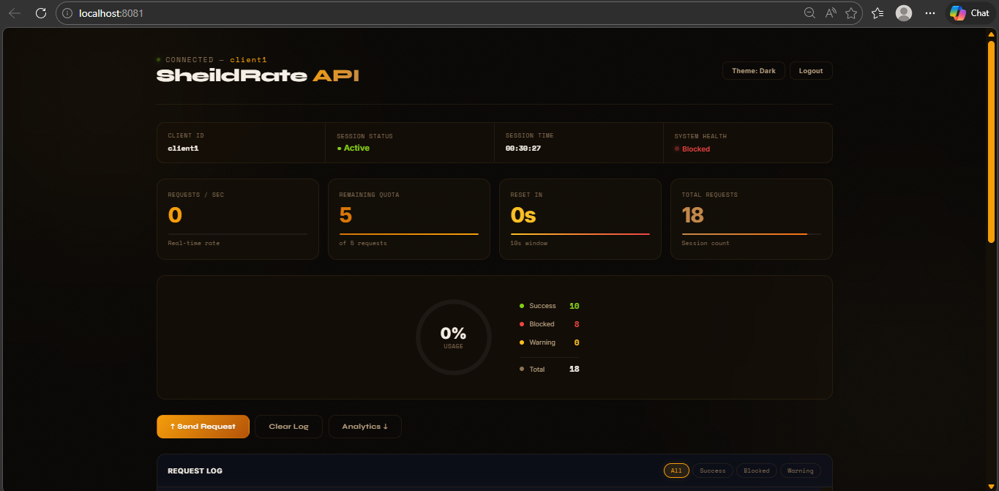 localhost:8081
Chat
CONNECTED — client1
SheildRate API
Theme: Dark
Logout
CLIENT ID
client1
SESSION STATUS
Active
SESSION TIME
00:30:27
SYSTEM HEALTH
Blocked
REQUESTS / SEC
0
Real-time rate
REMAINING QUOTA
5
of 5 requests
RESET IN
0s
10s window
TOTAL REQUESTS
18
Session count
0%
USAGE
Success 10
Blocked 8
Warning 0
Total 18
↑ Send Request
Clear Log
Analytics ↓
REQUEST LOG
All
Success
Blocked
Warning